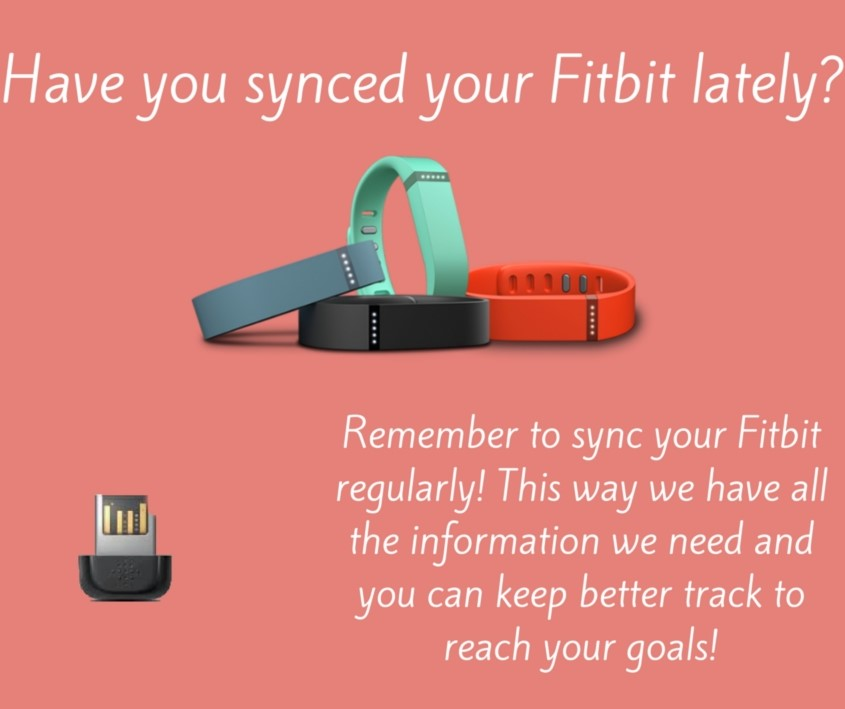 Have you synced your Fitbit lately?
Remember to sync your Fitbit
regularly! This way we have all
the information we need and
you can keep better track to
reach your goals!